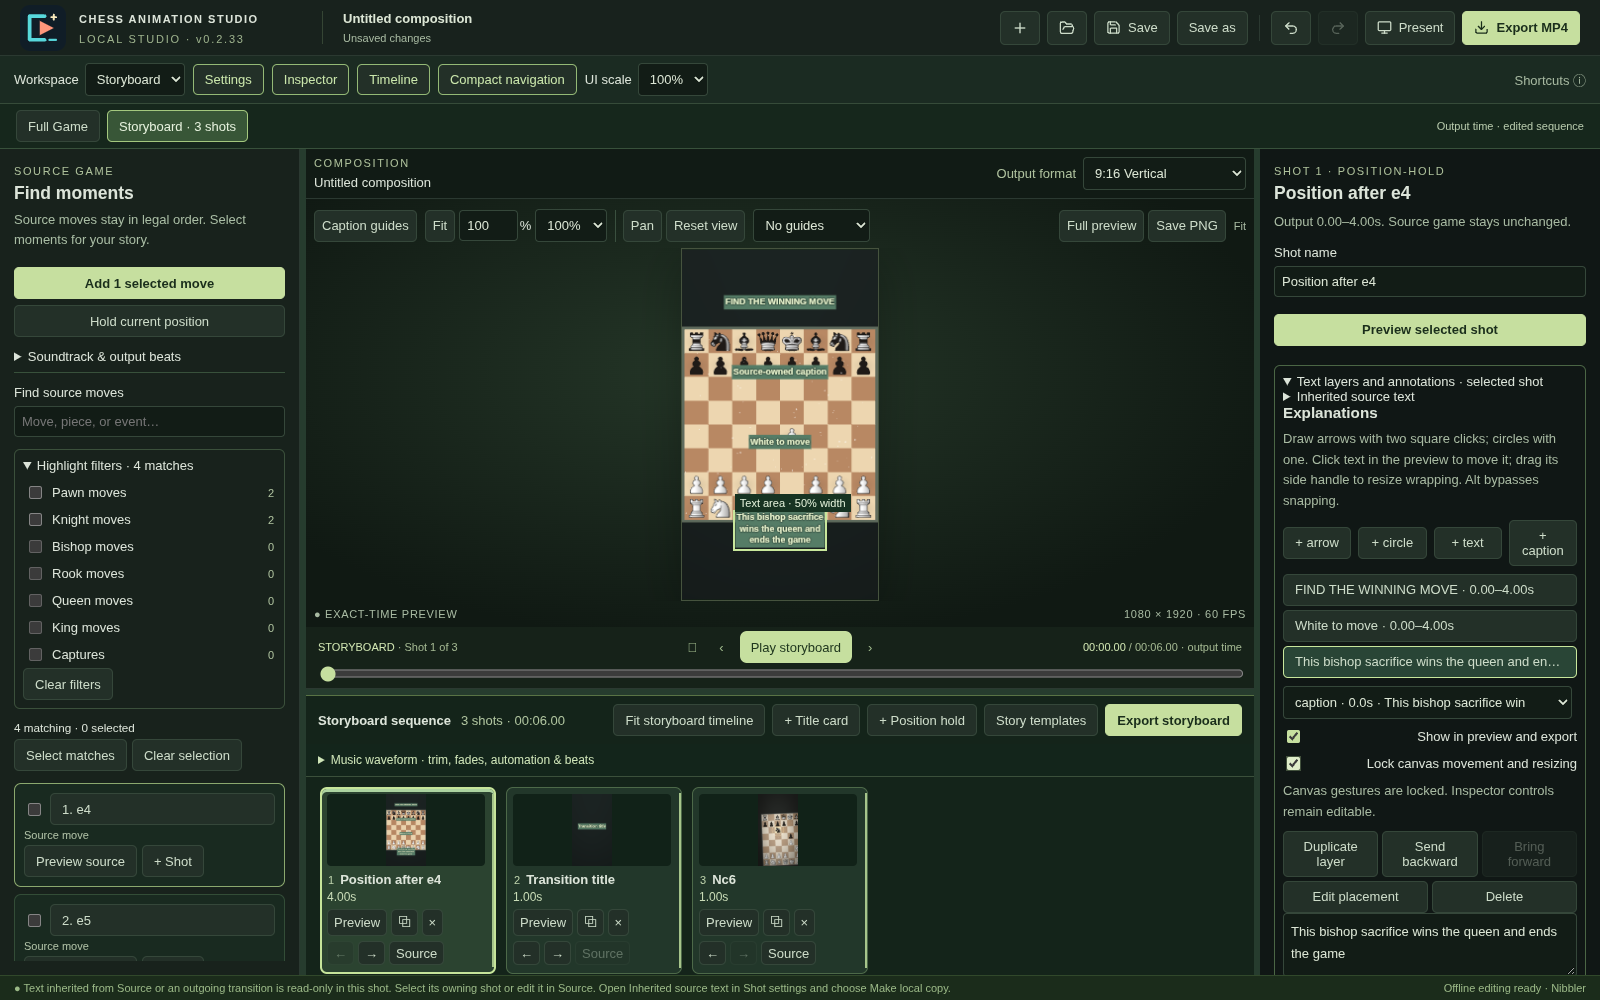 CHESS ANIMATION STUDIO
LOCAL STUDIO · v0.2.33
Untitled composition
Unsaved changes
Save
Save as
Present
Export MP4
Workspace
Storyboard
Settings
Inspector
Timeline
Compact navigation
UI scale
100%
Shortcuts ⓘ
Full Game
Storyboard · 3 shots
Output time · edited sequence
SOURCE GAME
Find moments
Source moves stay in legal order. Select
moments for your story.
Add 1 selected move
Hold current position
Soundtrack & output beats
Find source moves
Move, piece, or event…
Highlight filters · 4 matches
Pawn moves 2
Knight moves 2
Bishop moves 0
Rook moves 0
Queen moves 0
King moves 0
Captures 0
Clear filters
4 matching · 0 selected
Select matches
Clear selection
1. e4
Source move
Preview source
+ Shot
2. e5
Source move
COMPOSITION
Untitled composition
Output format
9:16 Vertical
Caption guides
Fit
100
%
100%
Pan
Reset view
No guides
Full preview
Save PNG
Fit
FIND THE WINNING MOVE
Source-owned caption
White to move
Text area · 50% width
This bishop sacrifice
wins the queen and
ends the game
● EXACT-TIME PREVIEW
1080 × 1920 · 60 FPS
STORYBOARD · Shot 1 of 3
‹
Play storyboard
›
00:00.00 / 00:06.00 · output time
Storyboard sequence 3 shots · 00:06.00
Fit storyboard timeline
+ Title card
+ Position hold
Story templates
Export storyboard
Music waveform · trim, fades, automation & beats
1 Position after e4
4.00s
Preview
×
←
→
Source
2 Transition title
1.00s
Preview
×
←
→
Source
3 Nc6
1.00s
Preview
×
←
→
Source
SHOT 1 · POSITION-HOLD
Position after e4
Output 0.00–4.00s. Source game stays unchanged.
Shot name
Position after e4
Preview selected shot
Text layers and annotations · selected shot
Inherited source text
Explanations
Draw arrows with two square clicks; circles with
one. Click text in the preview to move it; drag its
side handle to resize wrapping. Alt bypasses
snapping.
+ arrow
+ circle
+ text
+
caption
FIND THE WINNING MOVE · 0.00–4.00s
White to move · 0.00–4.00s
This bishop sacrifice wins the queen and en…
caption · 0.0s · This bishop sacrifice win
Show in preview and export
Lock canvas movement and resizing
Canvas gestures are locked. Inspector controls
remain editable.
Duplicate
layer
Send
backward
Bring
forward
Edit placement
Delete
This bishop sacrifice wins the queen and ends
the game
● Text inherited from Source or an outgoing transition is read-only in this shot. Select its owning shot or edit it in Source. Open Inherited source text in Shot settings and choose Make local copy.
Offline editing ready · Nibbler